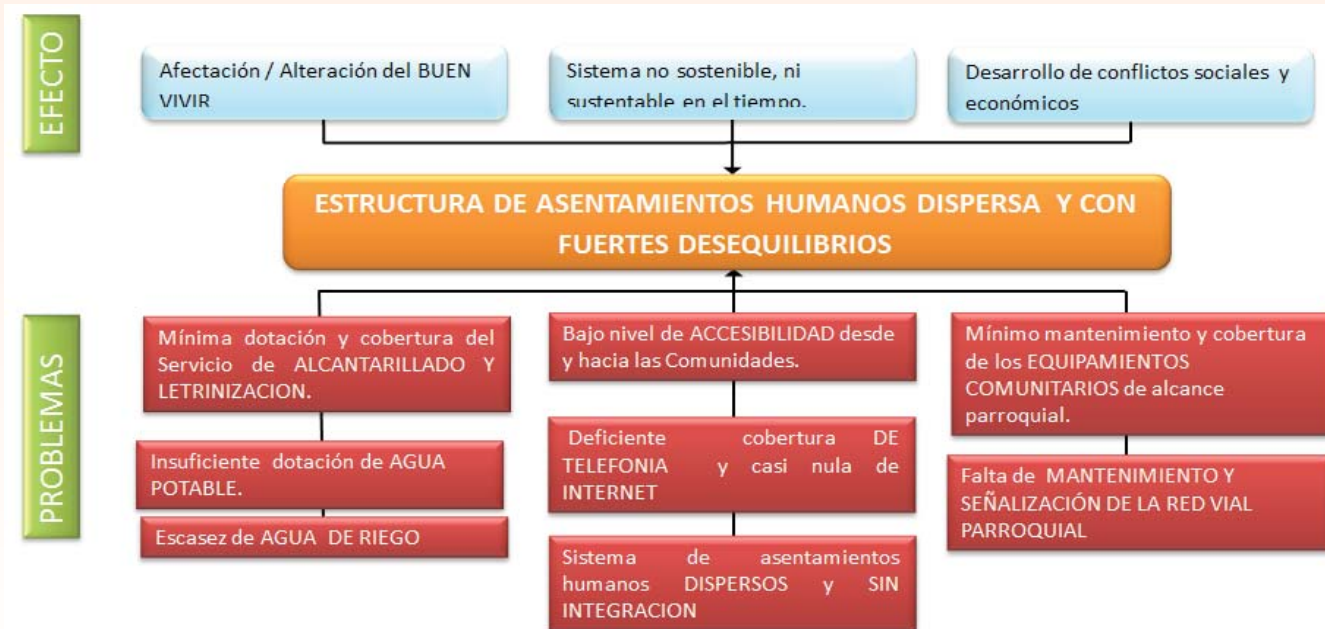 EFECTO
Afectación / Alteración del BUEN
VIVIR
Sistema no sostenible, ni
sustentable en el tiempo.
Desarrollo de conflictos sociales y
económicos
ESTRUCTURA DE ASENTAMIENTOS HUMANOS DISPERSA Y CON
FUERTES DESEQUILIBRIOS
PROBLEMAS
Mínima dotación y cobertura del
Servicio de ALCANTARILLADO Y
LETRINIZACION.
Insuficiente dotación de AGUA
POTABLE.
Escasez de AGUA DE RIEGO
Bajo nivel de ACCESIBILIDAD desde
y hacia las Comunidades.
Deficiente cobertura DE
TELEFONIA y casi nula de
INTERNET
Sistema de asentamientos
humanos DISPERSOS y SIN
INTEGRACION
Mínimo mantenimiento y cobertura
de los EQUIPAMIENTOS
COMUNITARIOS de alcance
parroquial.
Falta de MANTENIMIENTO Y
SEÑALIZACIÓN DE LA RED VIAL
PARROQUIAL